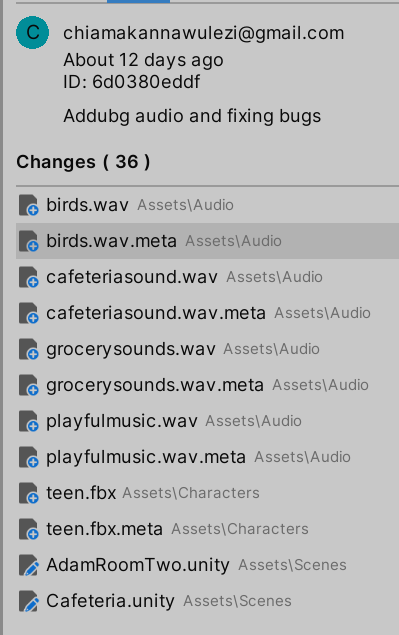 C
chiamakannawulezi@gmail.com
About 12 days ago
ID: 6d0380eddf
Addubg audio and fixing bugs
Changes ( 36 )
birds.wav Assets\Audio
birds.wav.meta Assets\Audio
cafeteriasound.wav Assets\Audio
cafeteriasound.wav.meta Assets\Audio
grocerysounds.wav Assets\Audio
grocerysounds.wav.meta Assets\Audio
playfulmusic.wav Assets\Audio
playfulmusic.wav.meta Assets\Audio
teen.fbx Assets\Characters
teen.fbx.meta Assets\Characters
AdamRoomTwo.unity Assets\Scenes
Cafeteria.unity Assets\Scenes